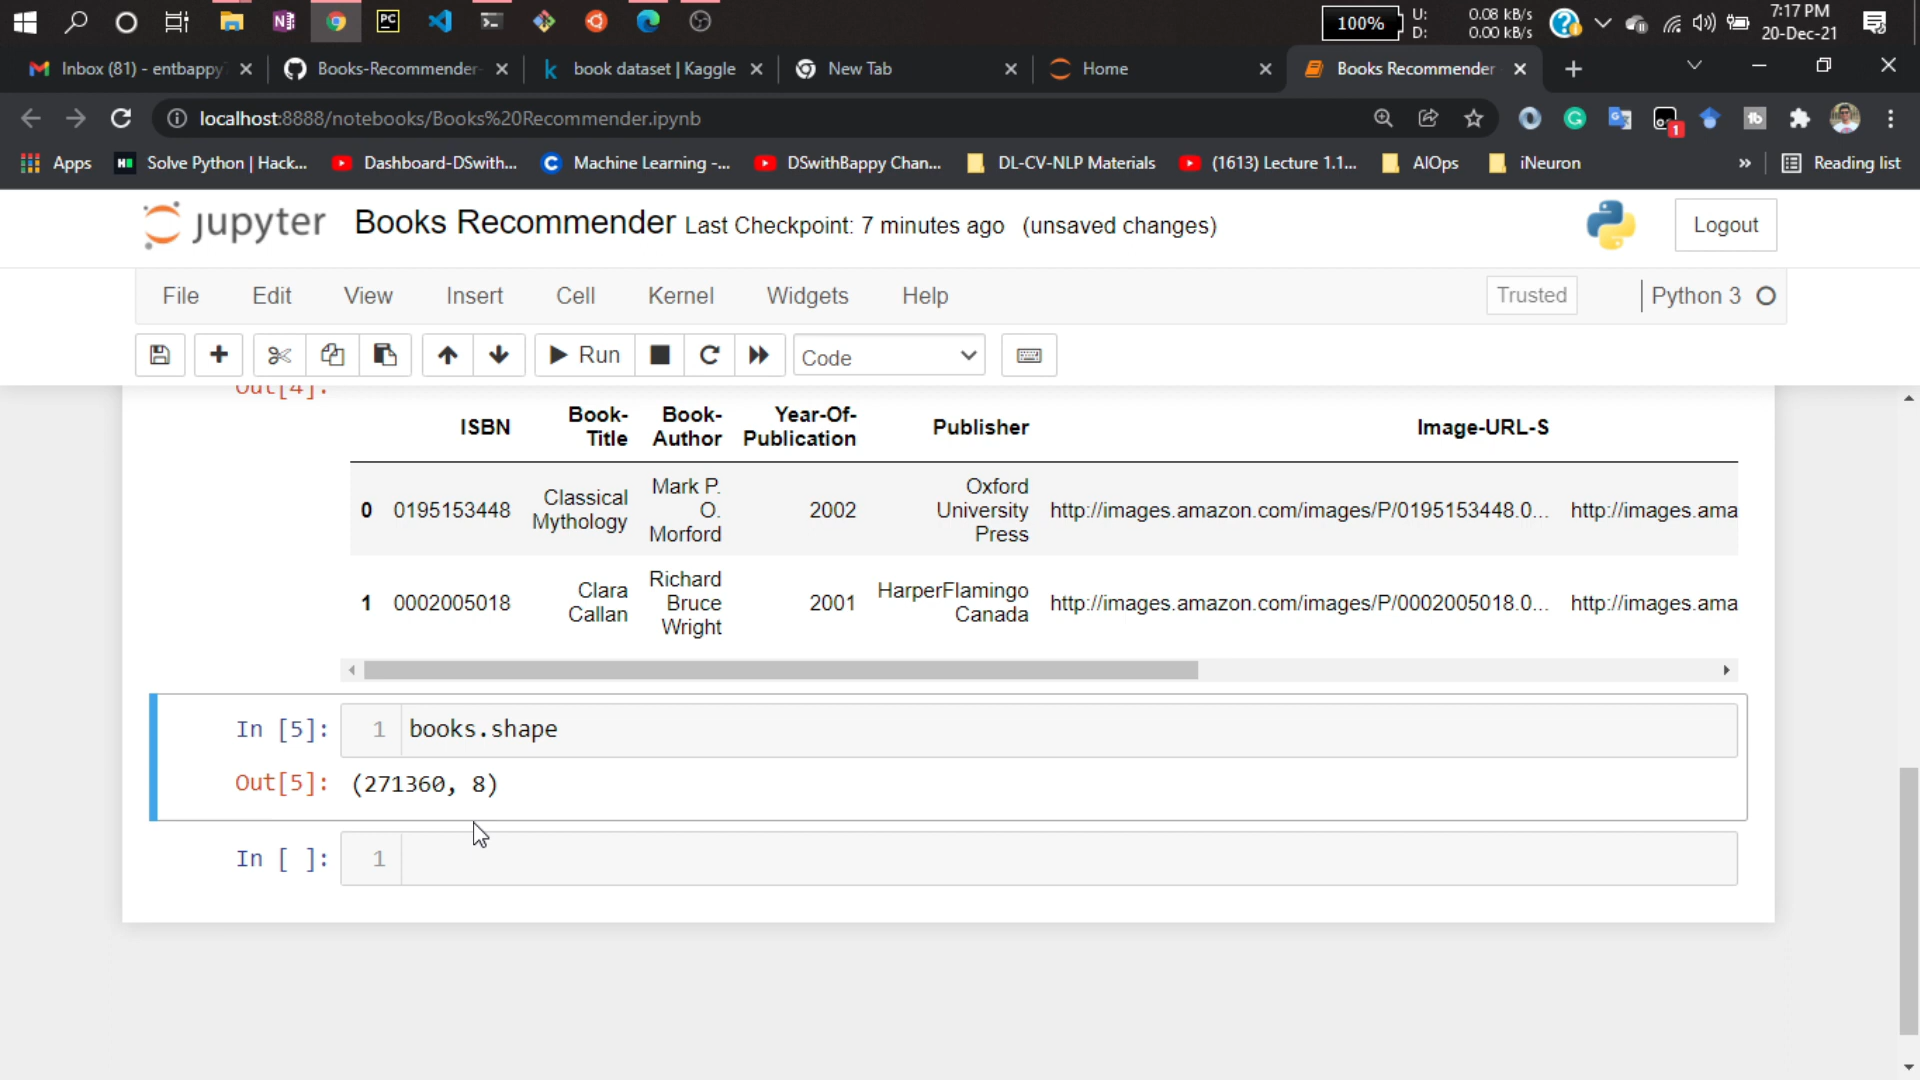 100%
U: 0.08 kB/s
D: 0.00 kB/s
7:17 PM
20-Dec-21
Inbox (81) - entbappy
Books-Recommender-
book dataset | Kaggle
New Tab
Home
Books Recommender
localhost:8888/notebooks/Books%20Recommender.ipynb
1
Apps
Solve Python | Hack...
Dashboard-DSwith...
Machine Learning -...
DSwithBappy Chan...
DL-CV-NLP Materials
(1613) Lecture 1.1...
AIOps
iNeuron
»
Reading list
jupyter Books Recommender Last Checkpoint: 7 minutes ago (unsaved changes)
Logout
File Edit View Insert Cell Kernel Widgets Help
Trusted
Python 3
Run
Code
Out[4]:
ISBN Book-Title Book-Author Year-Of-Publication Publisher Image-URL-S
0 0195153448 Classical Mythology Mark P. O. Morford 2002 Oxford University Press http://images.amazon.com/images/P/0195153448.0... http://images.ama
1 0002005018 Clara Callan Richard Bruce Wright 2001 HarperFlamingo Canada http://images.amazon.com/images/P/0002005018.0... http://images.ama
In [5]: 1 books.shape
Out[5]: (271360, 8)
In [ ]: 1